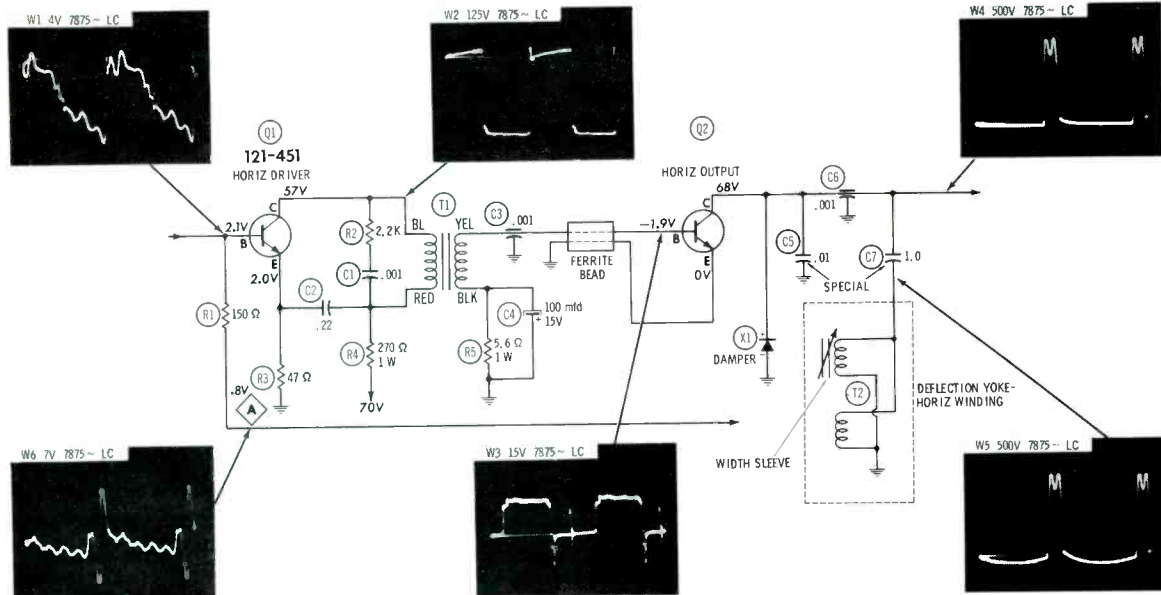 W1 4V 7875~ LC
W2 125V 7875~ LC
W4 500V 7875~ LC
Q1
121-451
HORIZ DRIVER
57V
C
2.1V
B
E
2.0V
R2
2.2K
C1
.001
BL
T1
YEL
RED
BLK
C3
.001
FERRITE
BEAD
Q2
HORIZ OUTPUT
68V
C
-1.9V
B
E
0V
C6
.001
C5
.01
SPECIAL
C7
1.0
R1
150 Ω
C2
.22
R3
47 Ω
R4
270 Ω
1 W
70V
R5
5.6 Ω
1 W
C4
100 mfd
+ 15V
X1
+
−
DAMPER
T2
DEFLECTION YOKE-
HORIZ WINDING
WIDTH SLEEVE
.8V
A
W6 7V 7875~ LC
W3 15V 7875~ LC
W5 500V 7875~ LC